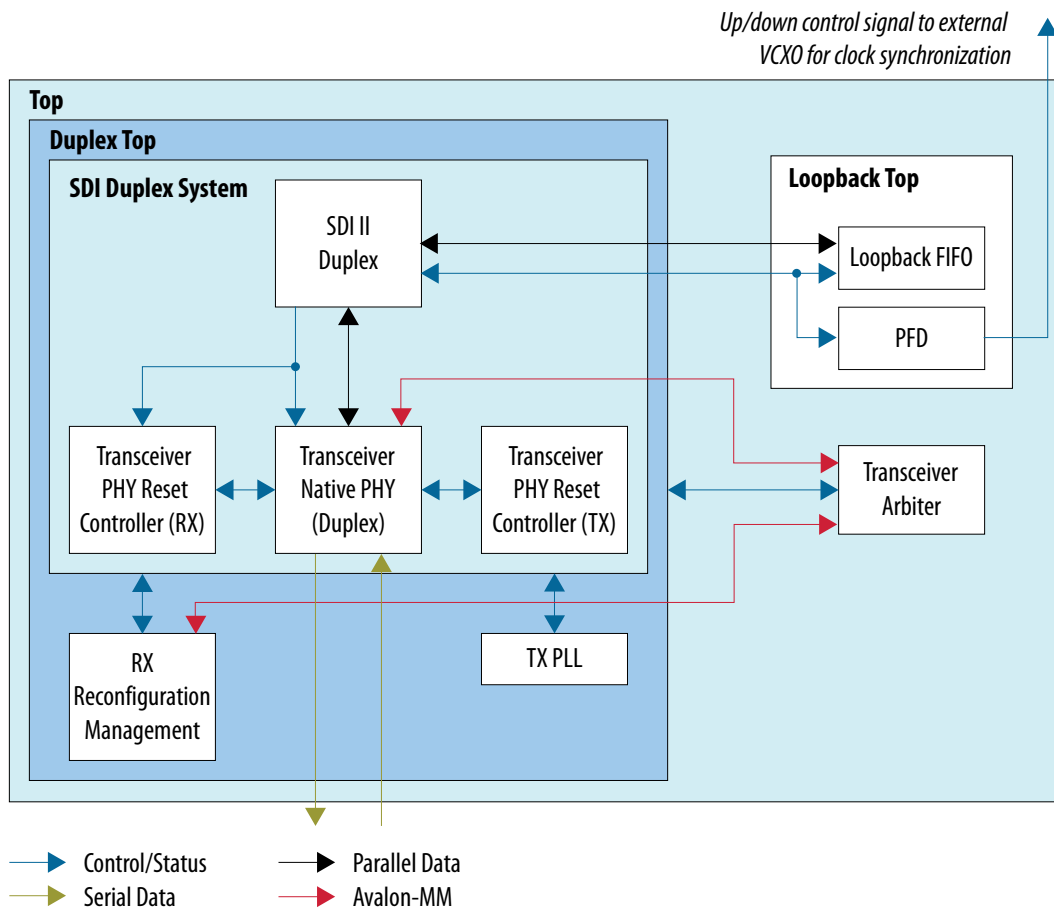 Up/down control signal to external
VCXO for clock synchronization
Top
Duplex Top
SDI Duplex System
Loopback Top
SDI II
Duplex
Loopback FIFO
PFD
Transceiver
PHY Reset
Controller (RX)
Transceiver
Native PHY
(Duplex)
Transceiver
PHY Reset
Controller (TX)
Transceiver
Arbiter
RX
Reconfiguration
Management
TX PLL
Control/Status
Parallel Data
Serial Data
Avalon-MM